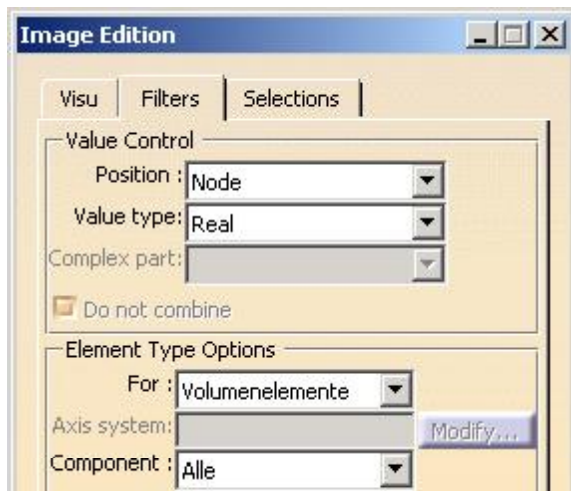 Image Edition
Visu Filters Selections
Value Control
Position : Node
Value type: Real
Complex part:
Do not combine
Element Type Options
For : Volumenelemente
Axis system: Modify...
Component : Alle